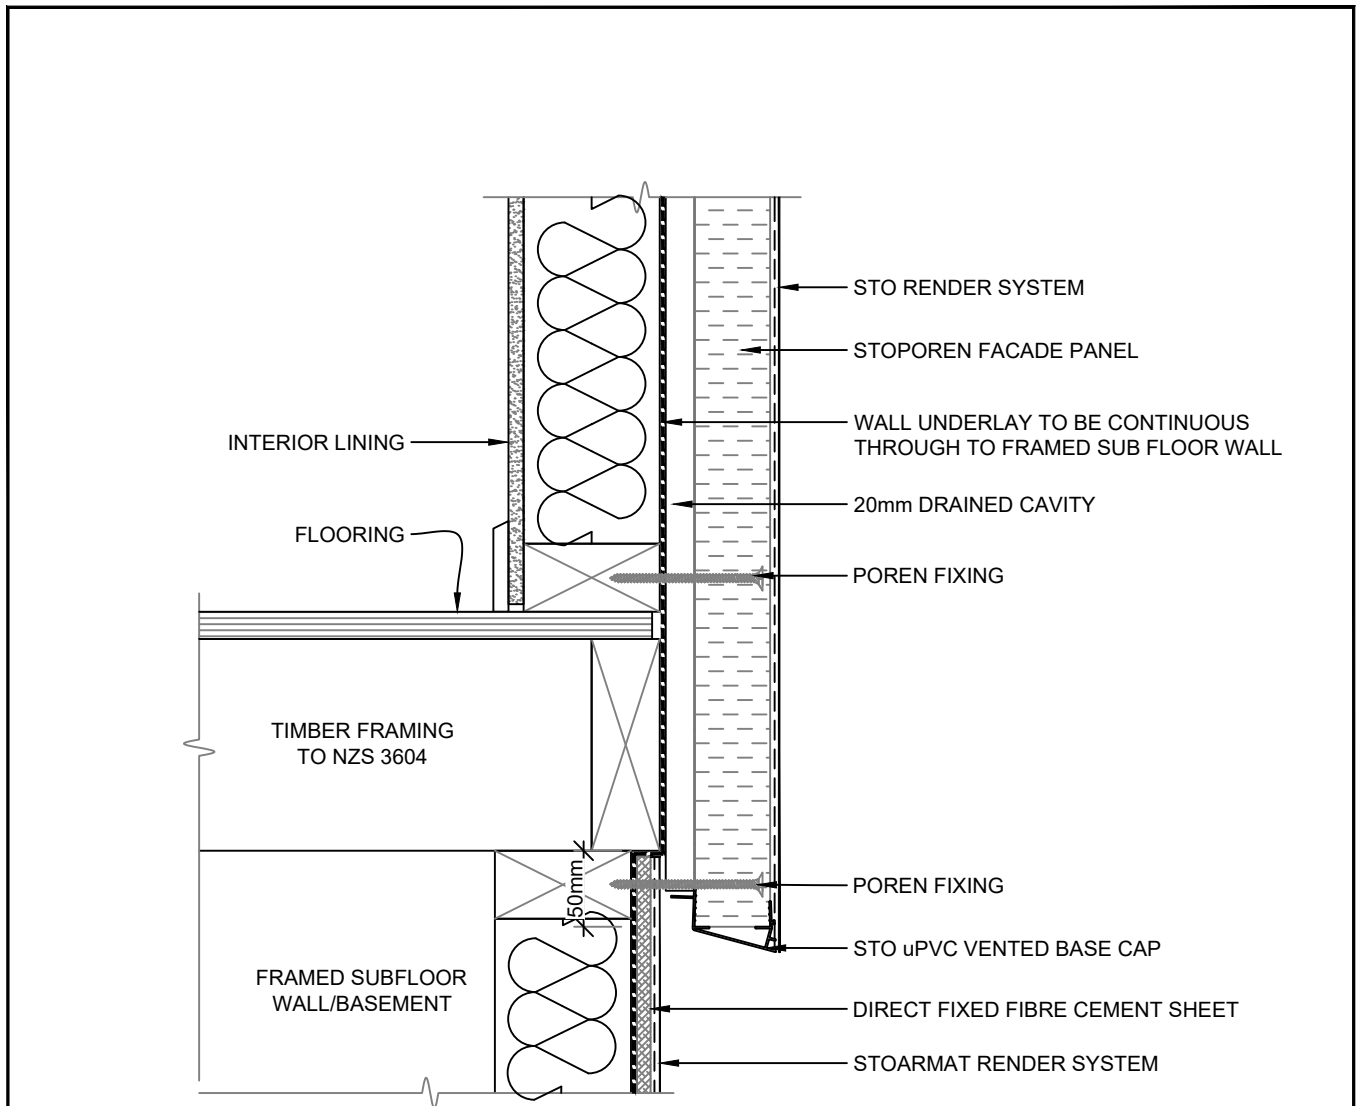 STO RENDER SYSTEM
STOPOREN FACADE PANEL
WALL UNDERLAY TO BE CONTINUOUS
THROUGH TO FRAMED SUB FLOOR WALL
INTERIOR LINING
20mm DRAINED CAVITY
FLOORING
POREN FIXING
TIMBER FRAMING
TO NZS 3604
50mm
POREN FIXING
STO uPVC VENTED BASE CAP
FRAMED SUBFLOOR
WALL/BASEMENT
DIRECT FIXED FIBRE CEMENT SHEET
STOARMAT RENDER SYSTEM